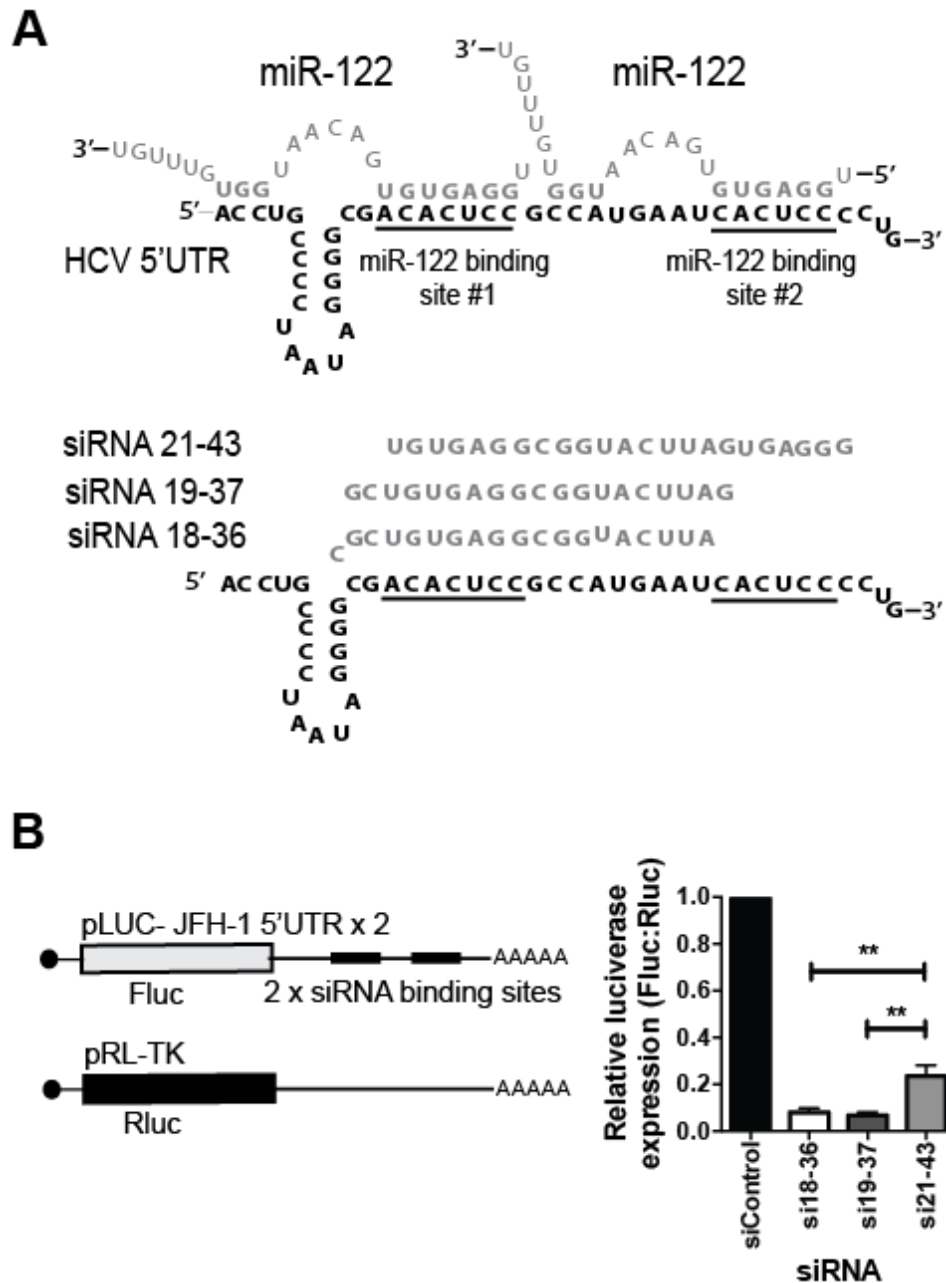 A
miR-122
3'–U
G
U
U
U
G
U
miR-122
3'–UGUUUG
UGG
U
A
A
C
A
G
UGUGAGG
U
GGU
A
A
C
A
G
U
GUGAGG
U-5'
5'- ACCUG
CGACACUCCGCCAUGAAUCACUCCCC
U
G-3'
HCV 5'UTR
C
C
C
C
U
A
A
A
U
A
G
G
G
G
miR-122 binding
site #1
miR-122 binding
site #2
siRNA 21-43 UGUGAGGCGGUACUUAGUGAGGG
siRNA 19-37 GCUGUGAGGCGGUACUUAG
siRNA 18-36 CGCUGUGAGGCGGUACUUA
5' ACCUG
CGACACUCCGCCAUGAAUCACUCCCC
U
G–3'
C
C
C
C
U
A
A
A
U
A
G
G
G
G
B
pLUC- JFH-1 5'UTR x 2
AAAAA
Fluc
2 x siRNA binding sites
pRL-TK
AAAAA
Rluc
Relative luciverase
expression (Fluc:Rluc)
1.0
0.8
0.6
0.4
0.2
0.0
**
**
siControl
si18-36
si19-37
si21-43
siRNA